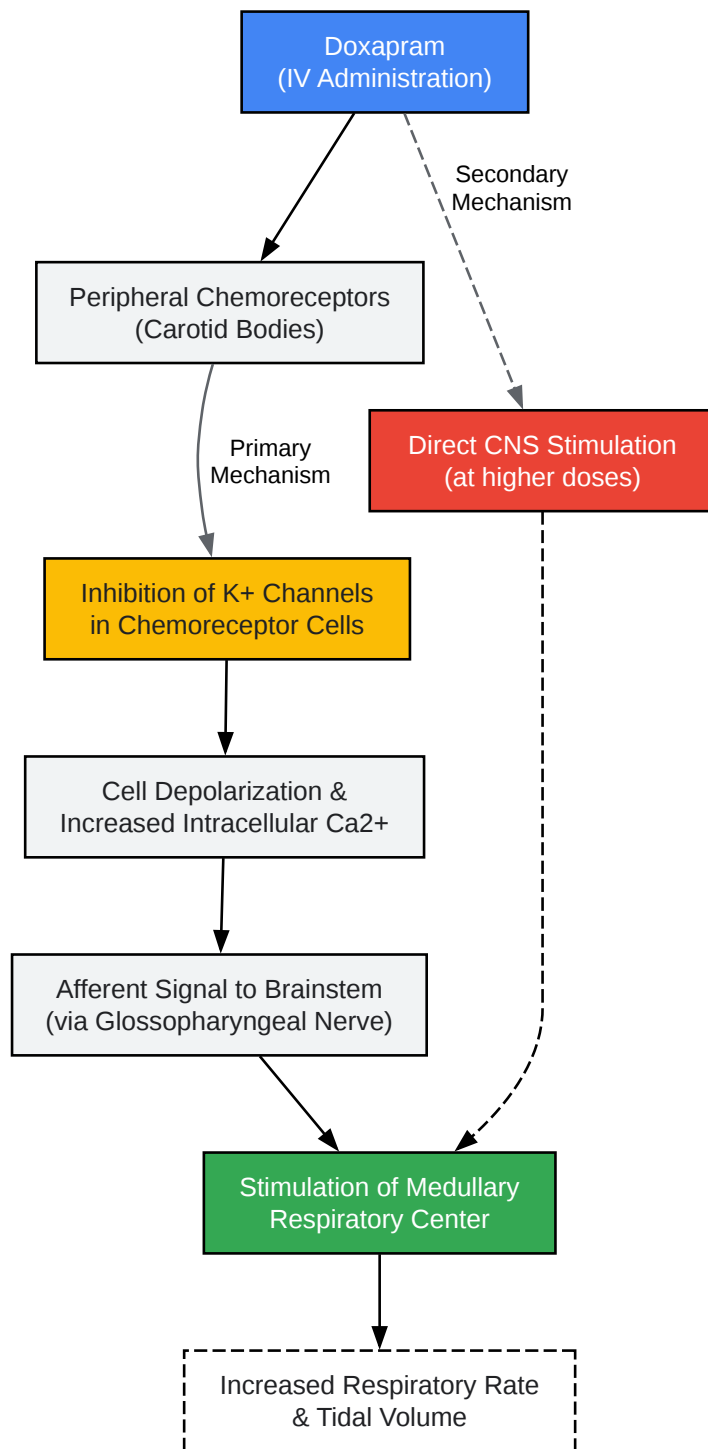 Doxapram
(IV Administration)
Secondary
Mechanism
Peripheral Chemoreceptors
(Carotid Bodies)
Primary
Mechanism
Direct CNS Stimulation
(at higher doses)
Inhibition of K+ Channels
in Chemoreceptor Cells
Cell Depolarization &
Increased Intracellular Ca2+
Afferent Signal to Brainstem
(via Glossopharyngeal Nerve)
Stimulation of Medullary
Respiratory Center
Increased Respiratory Rate
& Tidal Volume